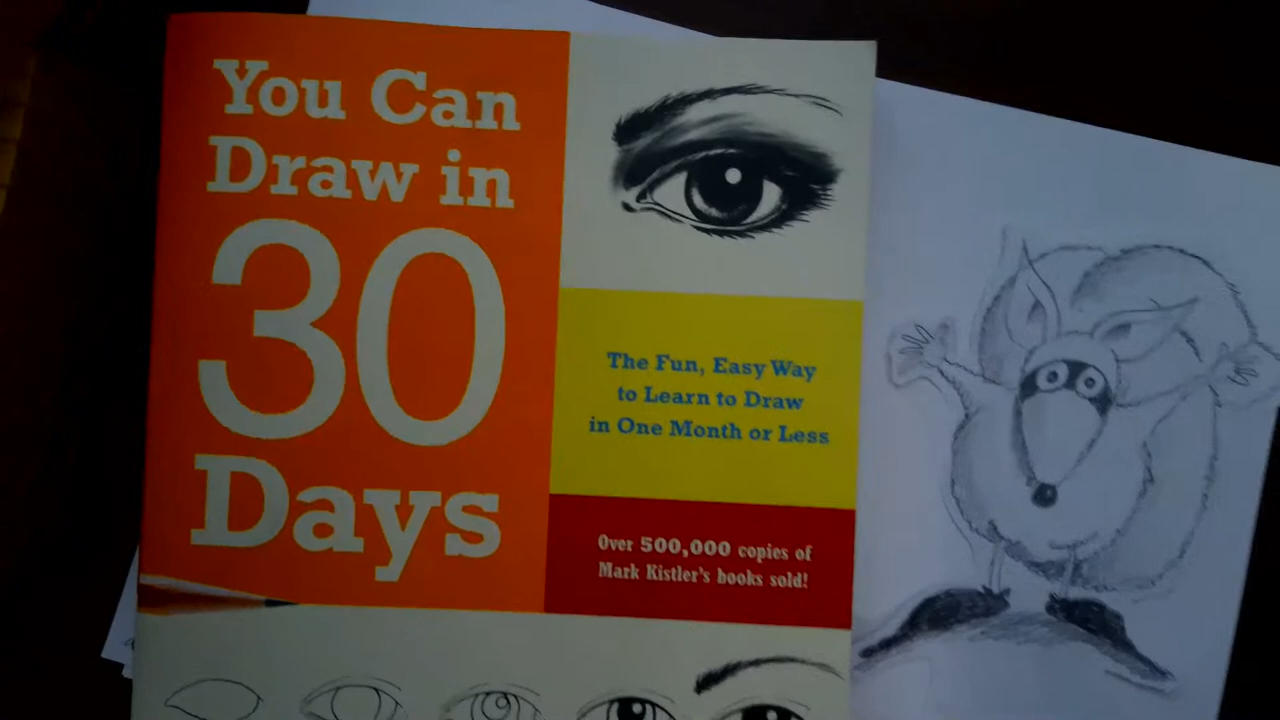 You Can
Draw in
30
Days
The Fun, Easy Way
to Learn to Draw
in One Month or Less
Over 500,000 copies of
Mark Kistler's books sold!